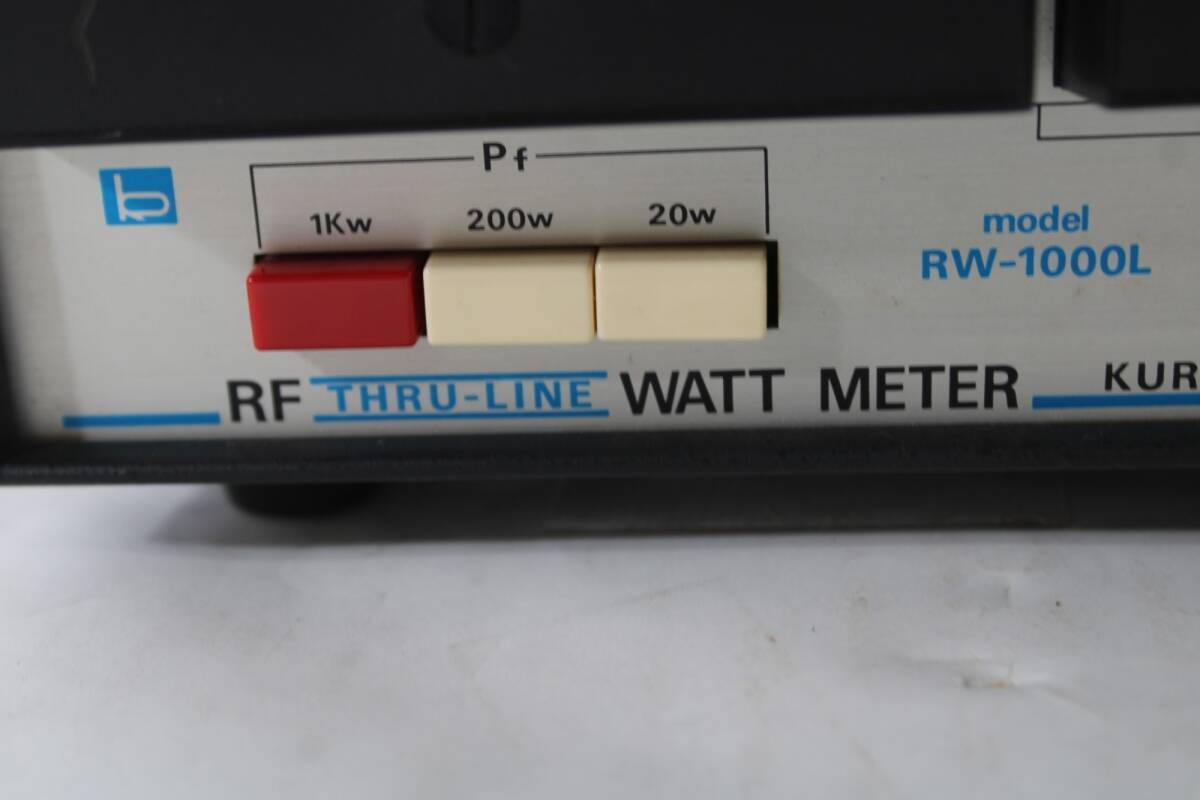 Pf
1Kw 200w 20w
model
RW-1000L
RF THRU-LINE WATT METER KUR